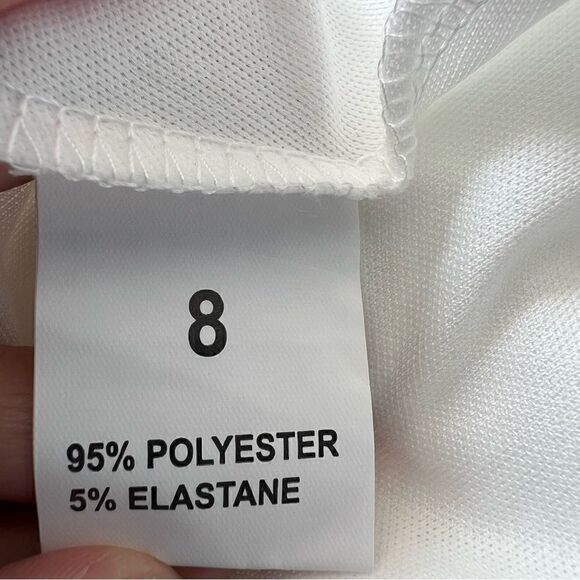 8
95% POLYESTER
5% ELASTANE